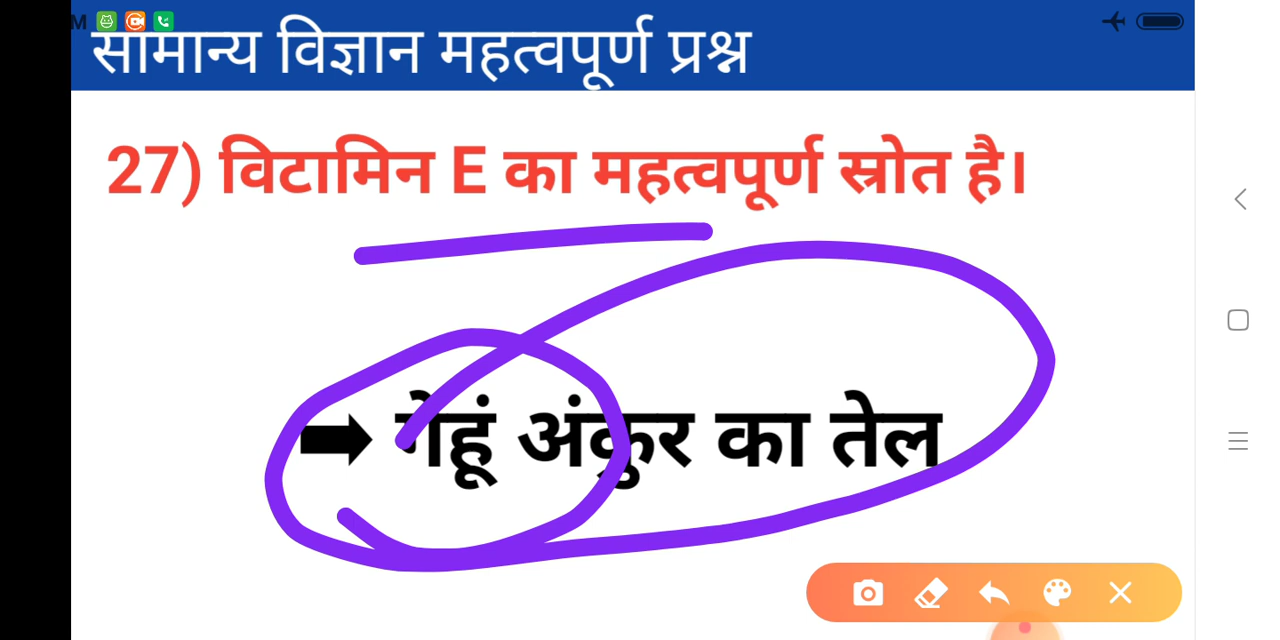 M
सामान्य विज्ञान महत्वपूर्ण प्रश्न
27) विटामिन E का महत्वपूर्ण स्रोत है।
➡ गेहूं अंकुर का तेल